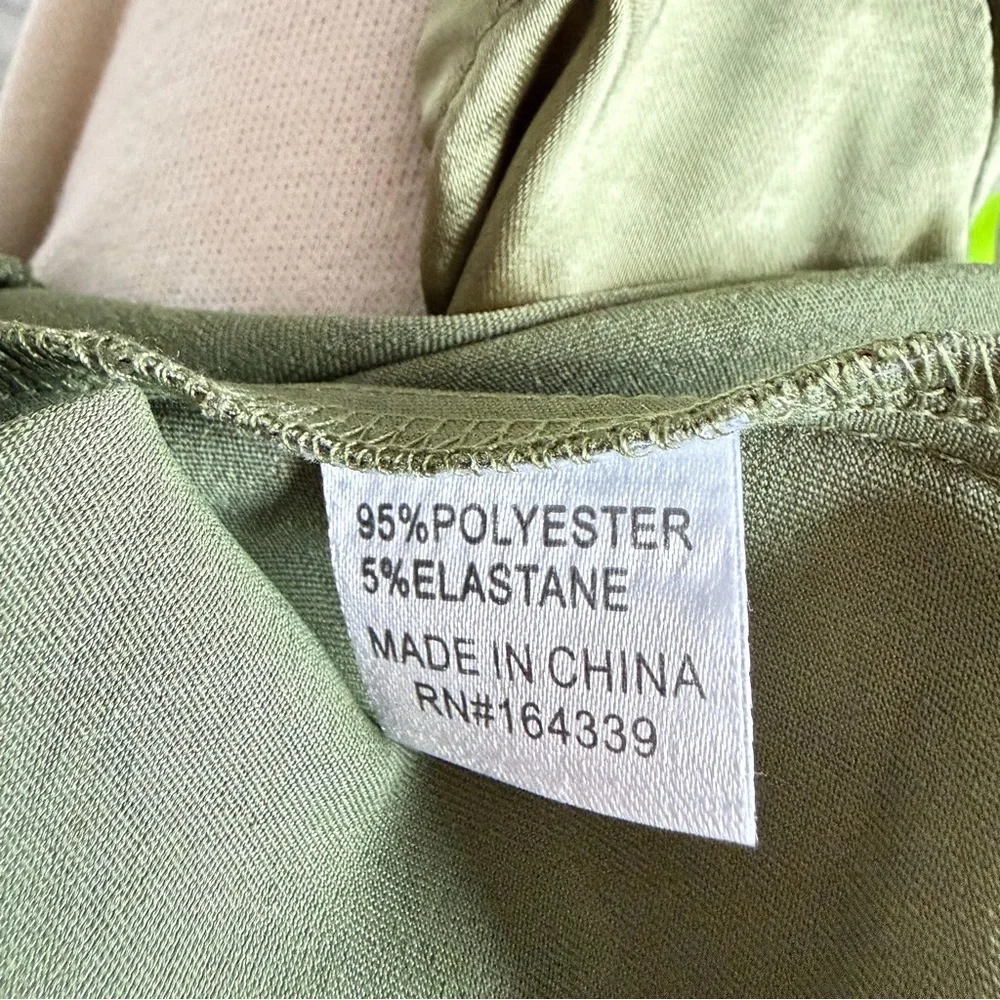 95%POLYESTER
5%ELASTANE
MADE IN CHINA
RN#164339